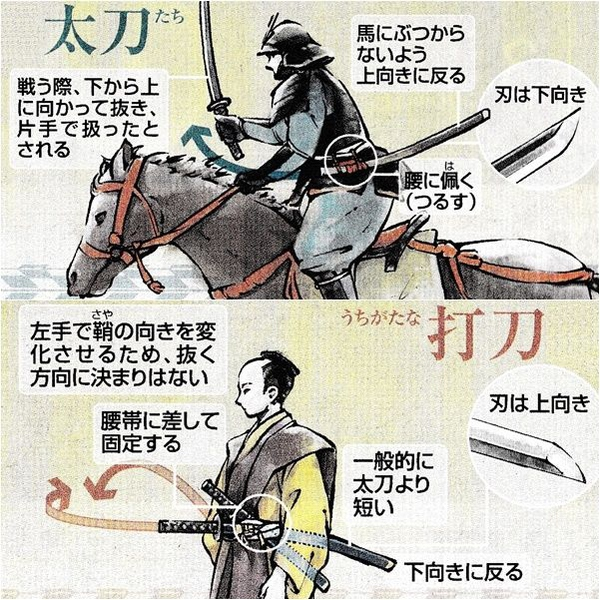 太刀たち
馬にぶつから
ないよう
上向きに反る
戦う際、下から上
に向かって抜き、
片手で扱ったと
される
刃は下向き
は
腰に佩く
(つるす)
うちがたな打刀
さや
左手で鞘の向きを変
化させるため、抜く
方向に決まりはない
刃は上向き
腰帯に差して
固定する
一般的に
太刀より
短い
下向きに反る